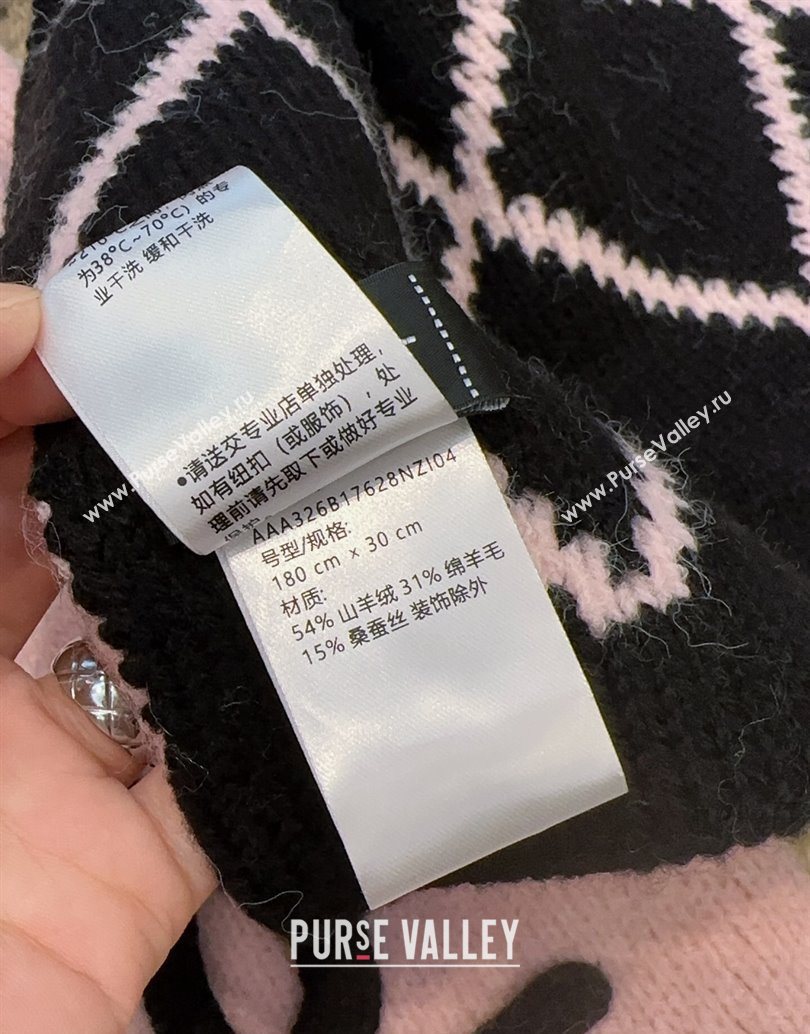 为38°C~70°C）的专
业干洗 缓和干洗
●请送交专业店单独处理，
如有纽扣（或服饰），处
理前请先取下或做好专业
AAA326B17628NZI04
号型/规格:
180 cm × 30 cm
材质:
54% 山羊绒 31% 绵羊毛
15% 桑蚕丝 装饰除外
www.PurseValley.ru
www.PurseValley.ru
www.PurseValley.ru
PURSE VALLEY